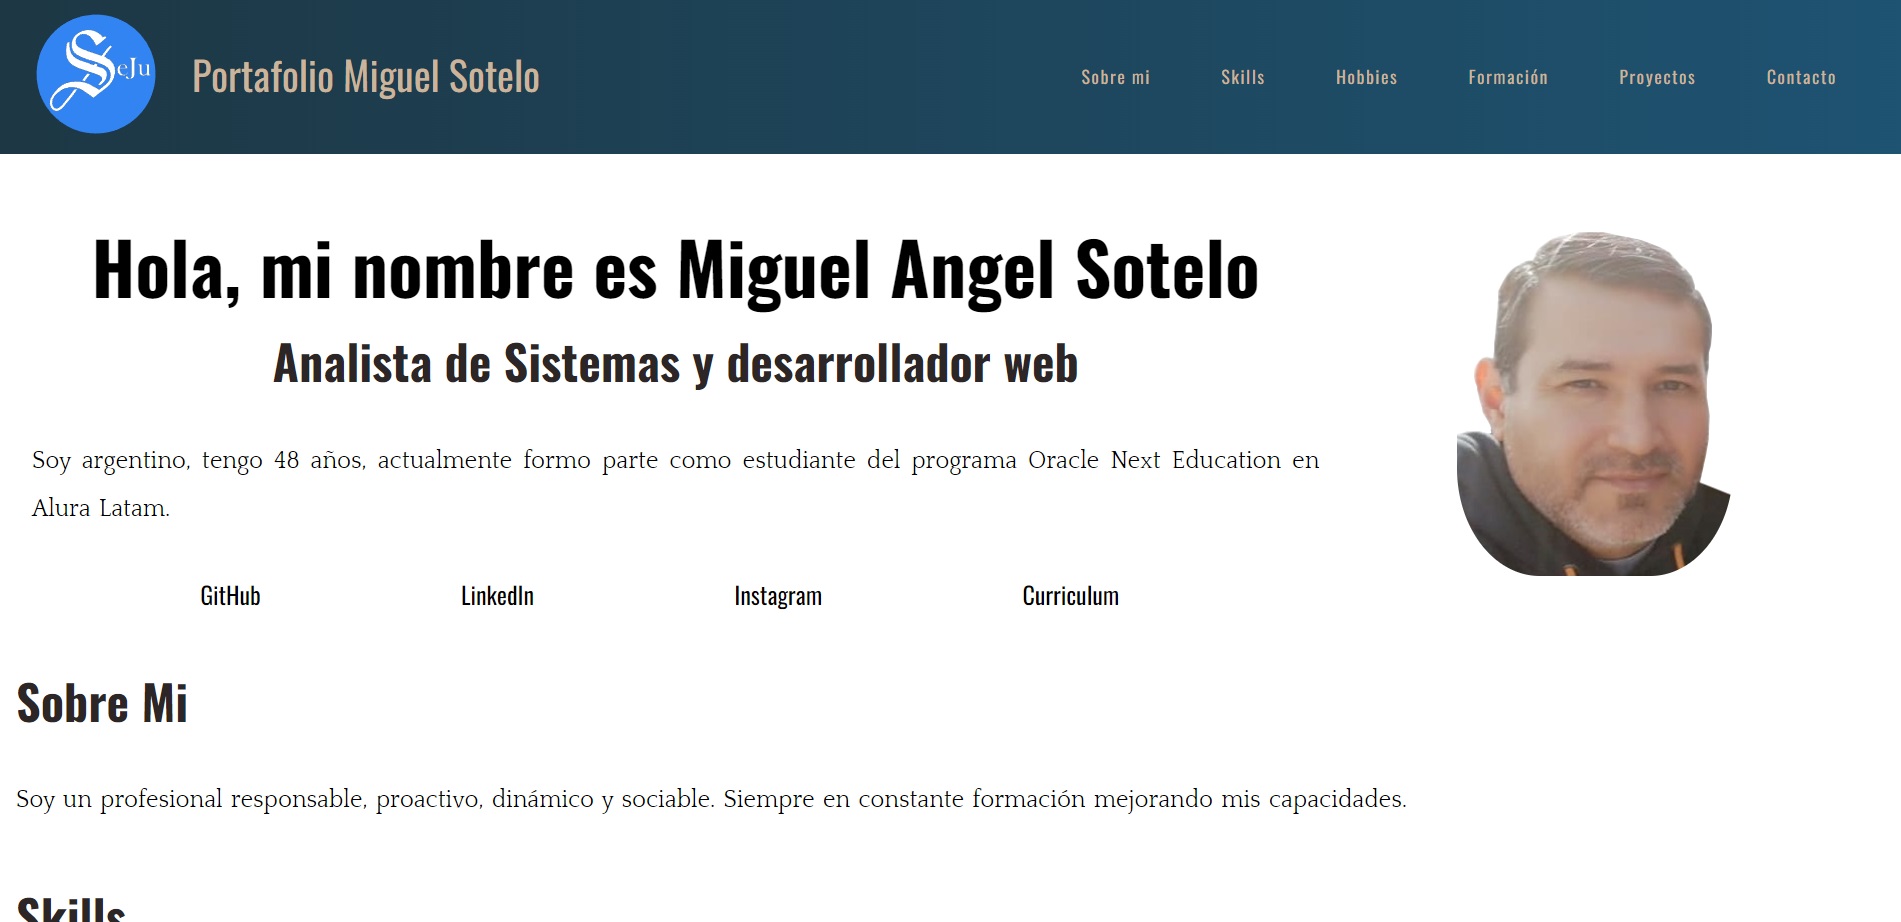 SeJu
Portafolio Miguel Sotelo
Sobre mi
Skills
Hobbies
Formación
Proyectos
Contacto
Hola, mi nombre es Miguel Angel Sotelo
Analista de Sistemas y desarrollador web
Soy argentino, tengo 48 años, actualmente formo parte como estudiante del programa Oracle Next Education en
Alura Latam.
GitHub
LinkedIn
Instagram
Curriculum
Sobre Mi
Soy un profesional responsable, proactivo, dinámico y sociable. Siempre en constante formación mejorando mis capacidades.
Skills